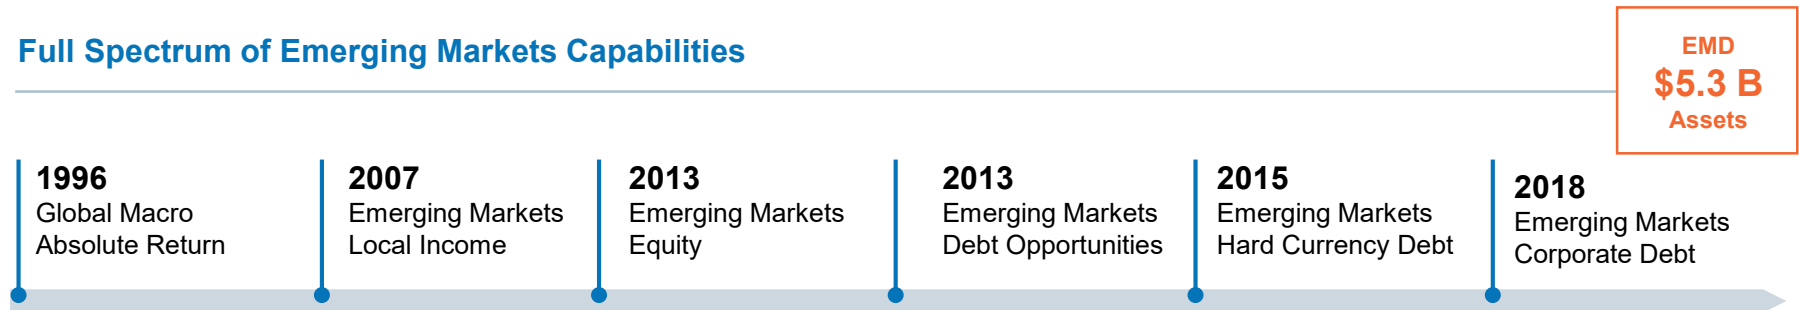 Full Spectrum of Emerging Markets Capabilities
EMD
$5.3 B
Assets
1996
Global Macro
Absolute Return
2007
Emerging Markets
Local Income
2013
Emerging Markets
Equity
2013
Emerging Markets
Debt Opportunities
2015
Emerging Markets
Hard Currency Debt
2018
Emerging Markets
Corporate Debt